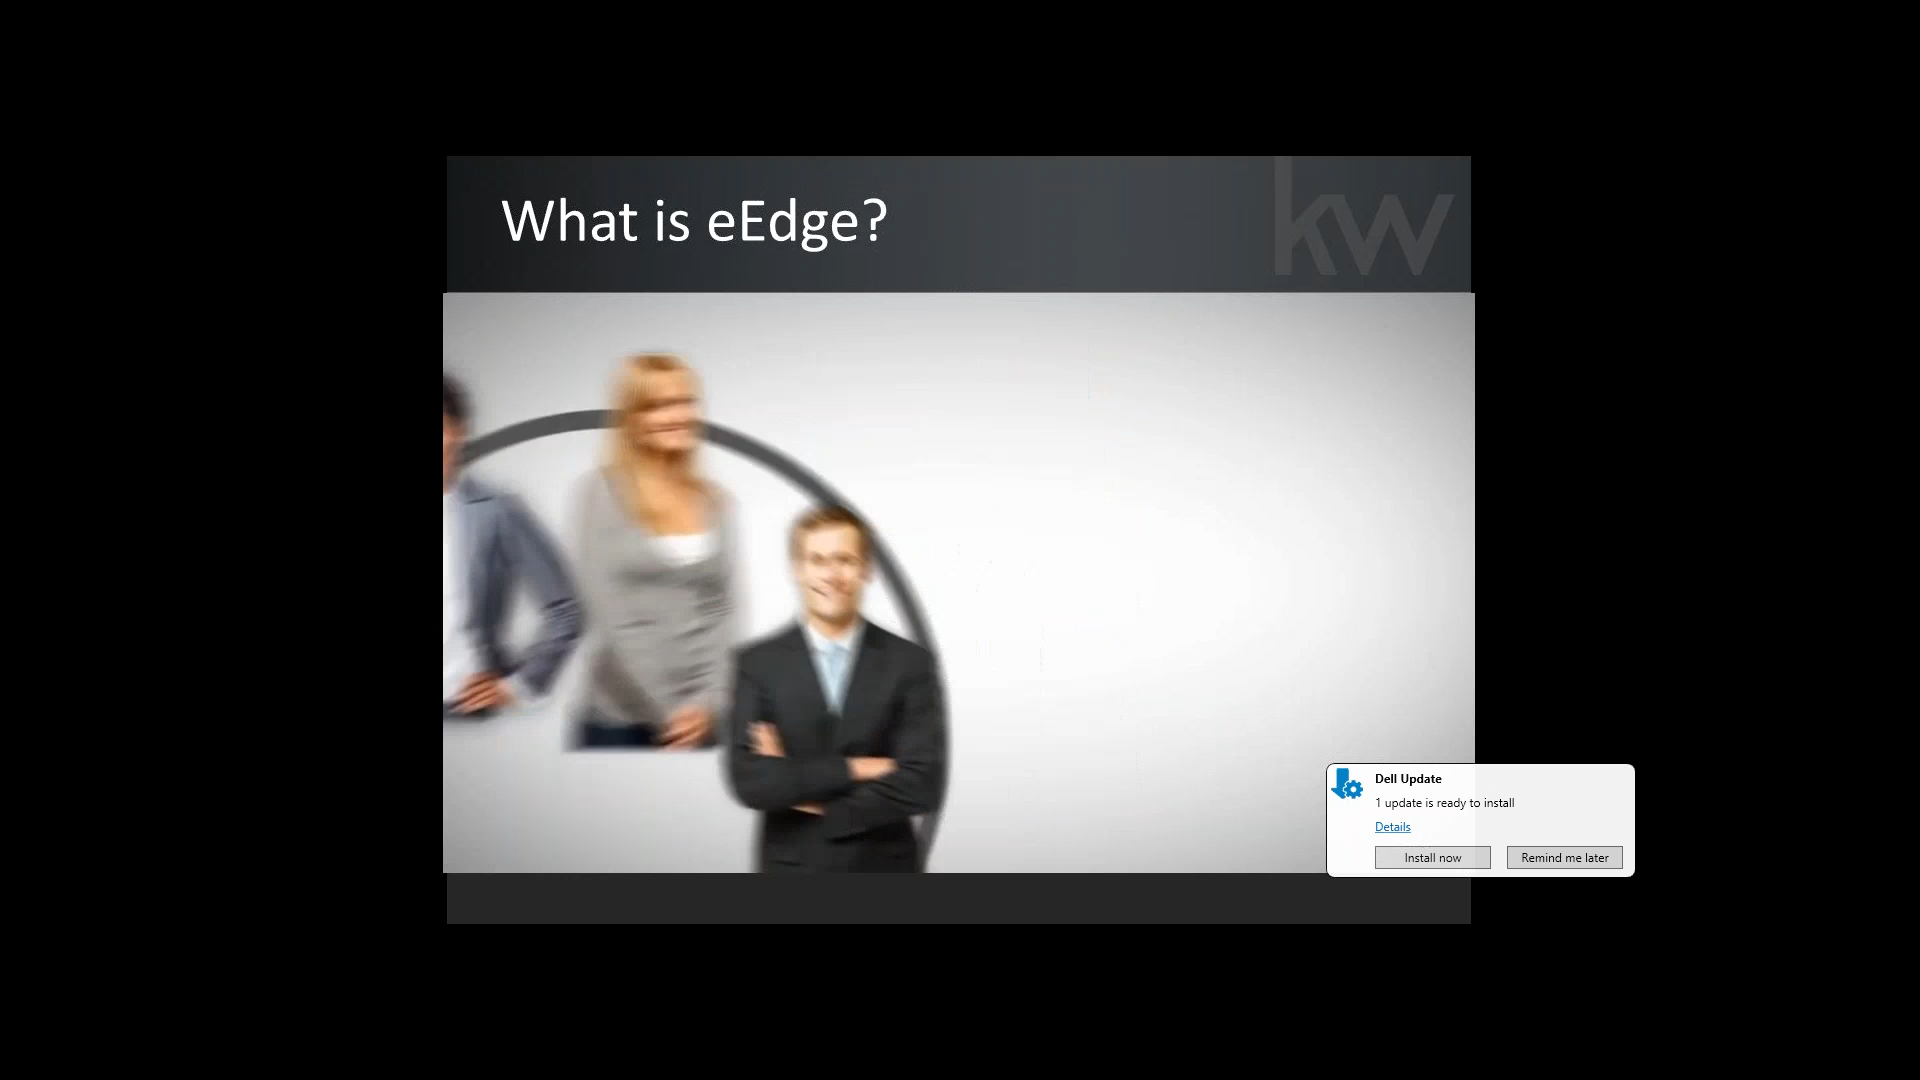 What is eEdge?
kw
Dell Update
1 update is ready to install
Details
Install now
Remind me later